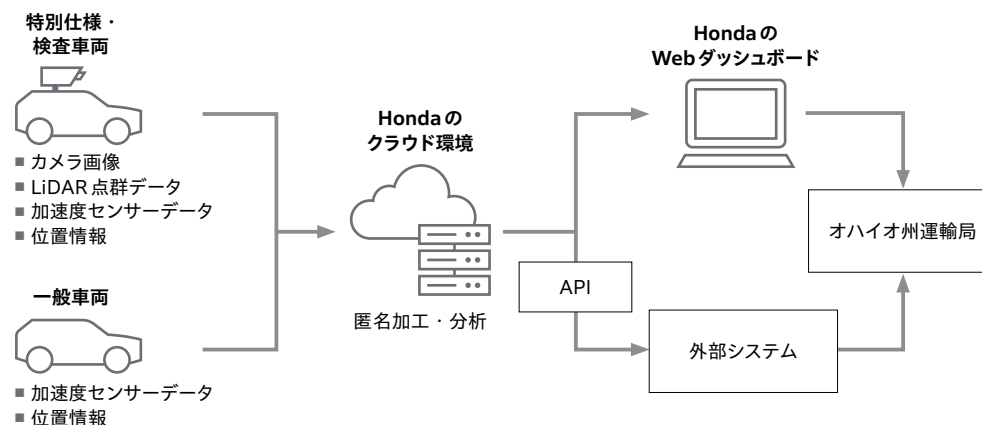 特別仕様・
検査車両
■ カメラ画像
■ LiDAR点群データ
■ 加速度センサーデータ
■ 位置情報
一般車両
■ 加速度センサーデータ
■ 位置情報
Hondaの
クラウド環境
匿名加工・分析
API
Hondaの
Webダッシュボード
外部システム
オハイオ州運輸局